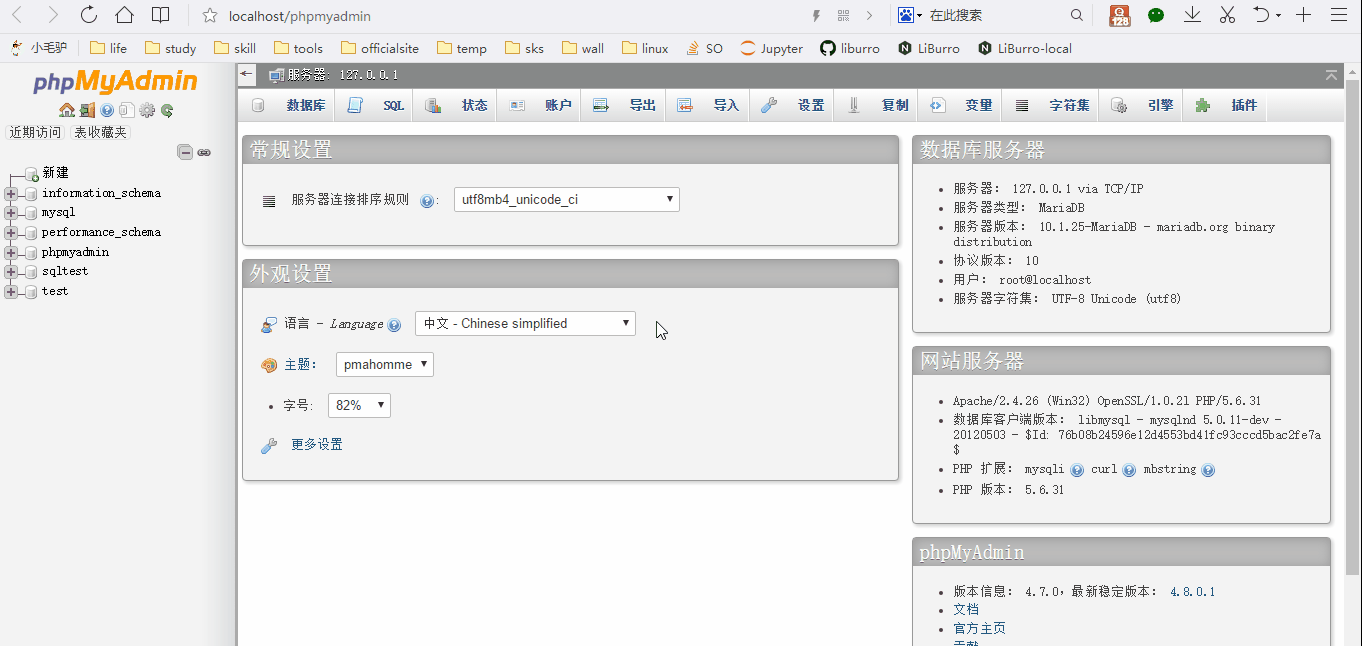 localhost/phpmyadmin
在此搜索
128
小毛驴 life study skill tools officialsite temp sks wall linux SO Jupyter liburro LiBurro LiBurro-local
phpMyAdmin
近期访问 表收藏夹
新建
information_schema
mysql
performance_schema
phpmyadmin
sqltest
test
服务器: 127.0.0.1
数据库 SQL 状态 账户 导出 导入 设置 复制 变量 字符集 引擎 插件
常规设置
服务器连接排序规则 : utf8mb4_unicode_ci
外观设置
语言 - Language 中文 - Chinese simplified
主题: pmahomme
• 字号: 82%
更多设置
数据库服务器
• 服务器: 127.0.0.1 via TCP/IP
• 服务器类型: MariaDB
• 服务器版本: 10.1.25-MariaDB - mariadb.org binary
distribution
• 协议版本: 10
• 用户: root@localhost
• 服务器字符集: UTF-8 Unicode (utf8)
网站服务器
• Apache/2.4.26 (Win32) OpenSSL/1.0.2l PHP/5.6.31
• 数据库客户端版本: libmysql - mysqlnd 5.0.11-dev -
20120503 - $Id: 76b08b24596e12d4553bd41fc93cccd5bac2fe7a
$
• PHP 扩展: mysqli curl mbstring
• PHP 版本: 5.6.31
phpMyAdmin
• 版本信息: 4.7.0，最新稳定版本: 4.8.0.1
• 文档
• 官方主页